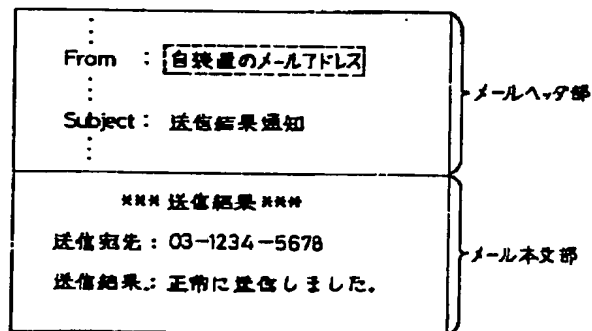 From : 自装置のメールアドレス
メールヘッダ部
Subject : 送信結果通知
*** 送信結果 ***
送信宛先 : 03-1234-5678
メール本文部
送信結果 : 正常に送信しました。